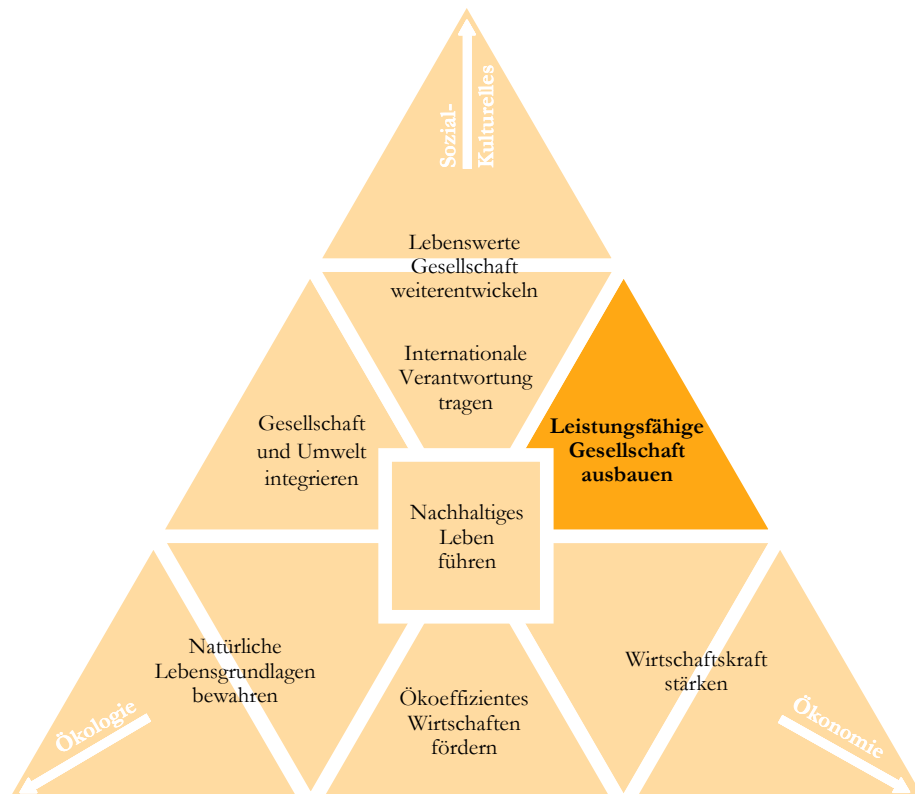 Sozial-
Kulturelles
Lebenswerte
Gesellschaft
weiterentwickeln
Internationale
Verantwortung
tragen
Gesellschaft
und Umwelt
integrieren
Leistungsfähige
Gesellschaft
ausbauen
Nachhaltiges
Leben
führen
Natürliche
Lebensgrundlagen
bewahren
Ökoeffizientes
Wirtschaften
fördern
Wirtschaftskraft
stärken
Ökologie
Ökonomie